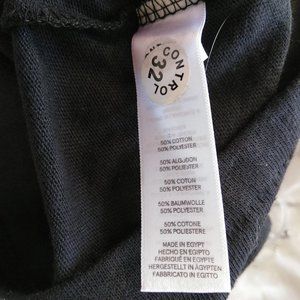 CONTROL
32
50% COTTON
50% POLYESTER
50% ALGODON
50% POLIESTER
50% COTON
50% POLYESTER
50% BAUMWOLLE
50% POLYESTER
50% COTONE
50% POLIESTERE
MADE IN EGYPT
HECHO EN EGIPTO
FABRIQUÉ EN EGYPTE
HERGESTELLT IN ÄGYPTEN
FABBRICATO IN EGITTO